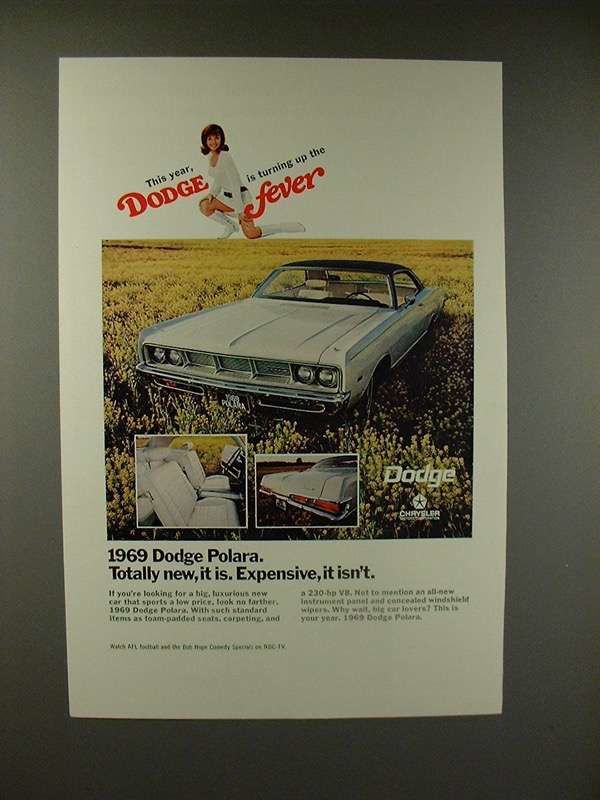 This year,
DODGE
is turning up the
fever
1969
POLARA
Dodge
CHRYSLER
MOTORS CORPORATION
1969 Dodge Polara.
Totally new, it is. Expensive, it isn't.
If you're looking for a big, luxurious new
car that sports a low price, look no farther.
1969 Dodge Polara. With such standard
items as foam-padded seats, carpeting, and
a 230-hp V8. Not to mention an all-new
instrument panel and concealed windshield
wipers. Why wait, big car lovers? This is
your year. 1969 Dodge Polara.
Watch AFL football and the Bob Hope Comedy Specials on NBC-TV.